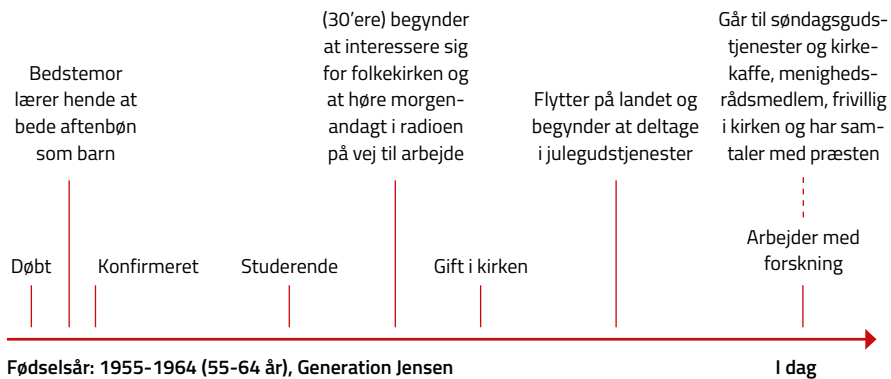 Døbt
Bedstemor
lærer hende at
bede aftenbøn
som barn
Konfirmeret
Studerende
(30’ere) begynder
at interessere sig
for folkekirken og
at høre morgen-
andagt i radioen
på vej til arbejde
Gift i kirken
Flytter på landet og
begynder at deltage
i julegudstjenester
Går til søndagsguds-
tjenester og kirke-
kaffe, menigheds-
rådsmedlem, frivillig
i kirken og har sam-
taler med præsten
Arbejder med
forskning
Fødselsår: 1955-1964 (55-64 år), Generation Jensen
I dag